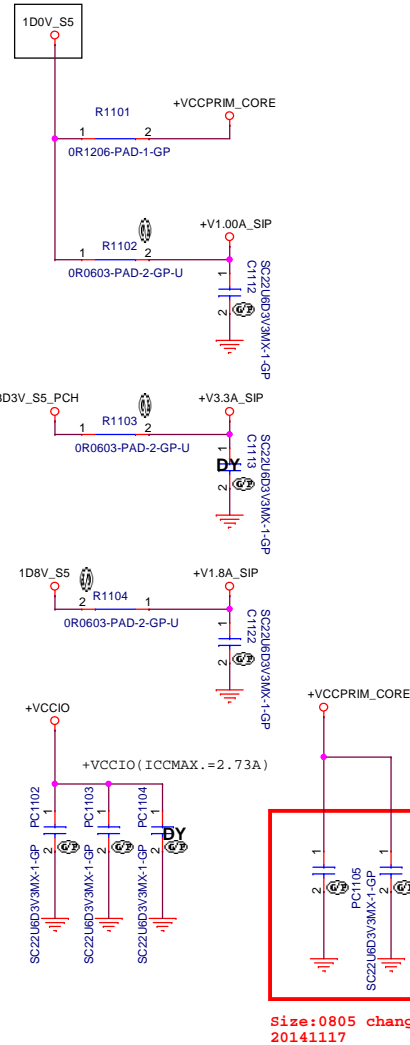 1D0V_S5
+VCCPRIM_CORE
R1101
1 2
0R1206-PAD-1-GP
+V1.00A_SIP
R1102
1 2
0R0603-PAD-2-GP-U
1
2
C1112
SC22U6D3V3MX-1-GP
3D3V_S5_PCH
+V3.3A_SIP
R1103
1 2
0R0603-PAD-2-GP-U
1
DY
2
C1113
SC22U6D3V3MX-1-GP
1D8V_S5
+V1.8A_SIP
R1104
2 1
0R0603-PAD-2-GP-U
1
2
C1122
SC22U6D3V3MX-1-GP
+VCCIO
+VCCIO(ICCMAX.=2.73A)
PC1102
1
2
SC22U6D3V3MX-1-GP
PC1103
1
2
SC22U6D3V3MX-1-GP
PC1104
1
DY
2
SC22U6D3V3MX-1-GP
+VCCPRIM_CORE
1
2
PC1105
SC22U6D3V3MX-1-GP
1
2
Size:0805 chang
20141117